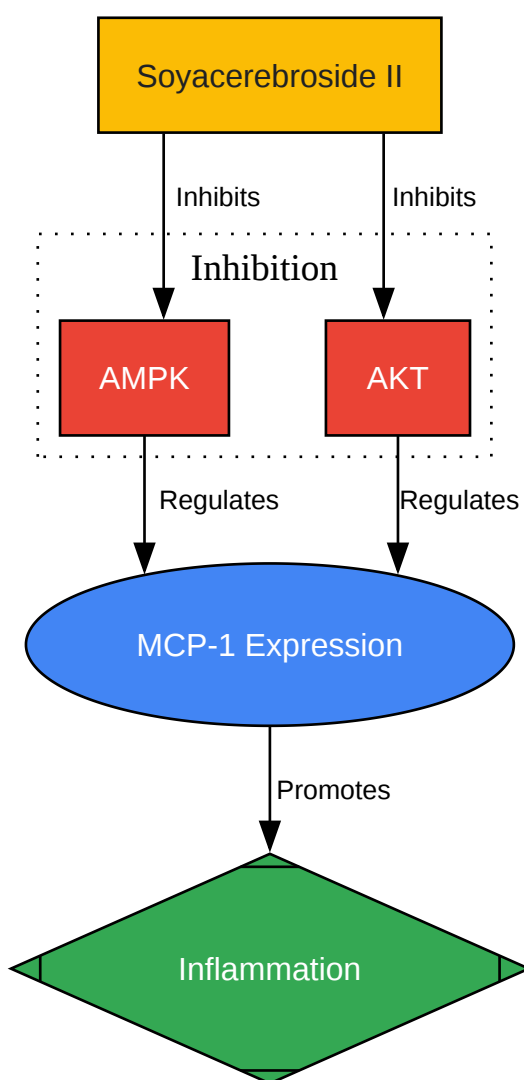 Soyacerebroside II
Inhibits
Inhibits
Inhibition
AMPK
AKT
Regulates
Regulates
MCP-1 Expression
Promotes
Inflammation